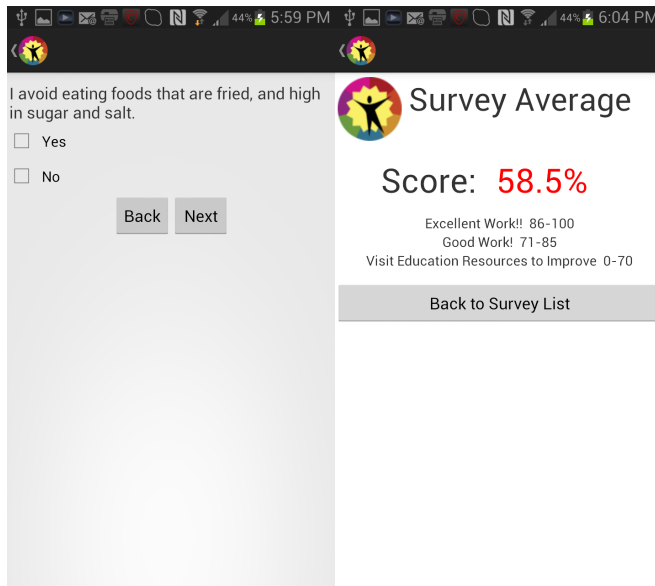 44% 5:59 PM
I avoid eating foods that are fried, and high
in sugar and salt.
Yes
No
Back Next
44% 6:04 PM
Survey Average
Score: 58.5%
Excellent Work!! 86-100
Good Work! 71-85
Visit Education Resources to Improve 0-70
Back to Survey List